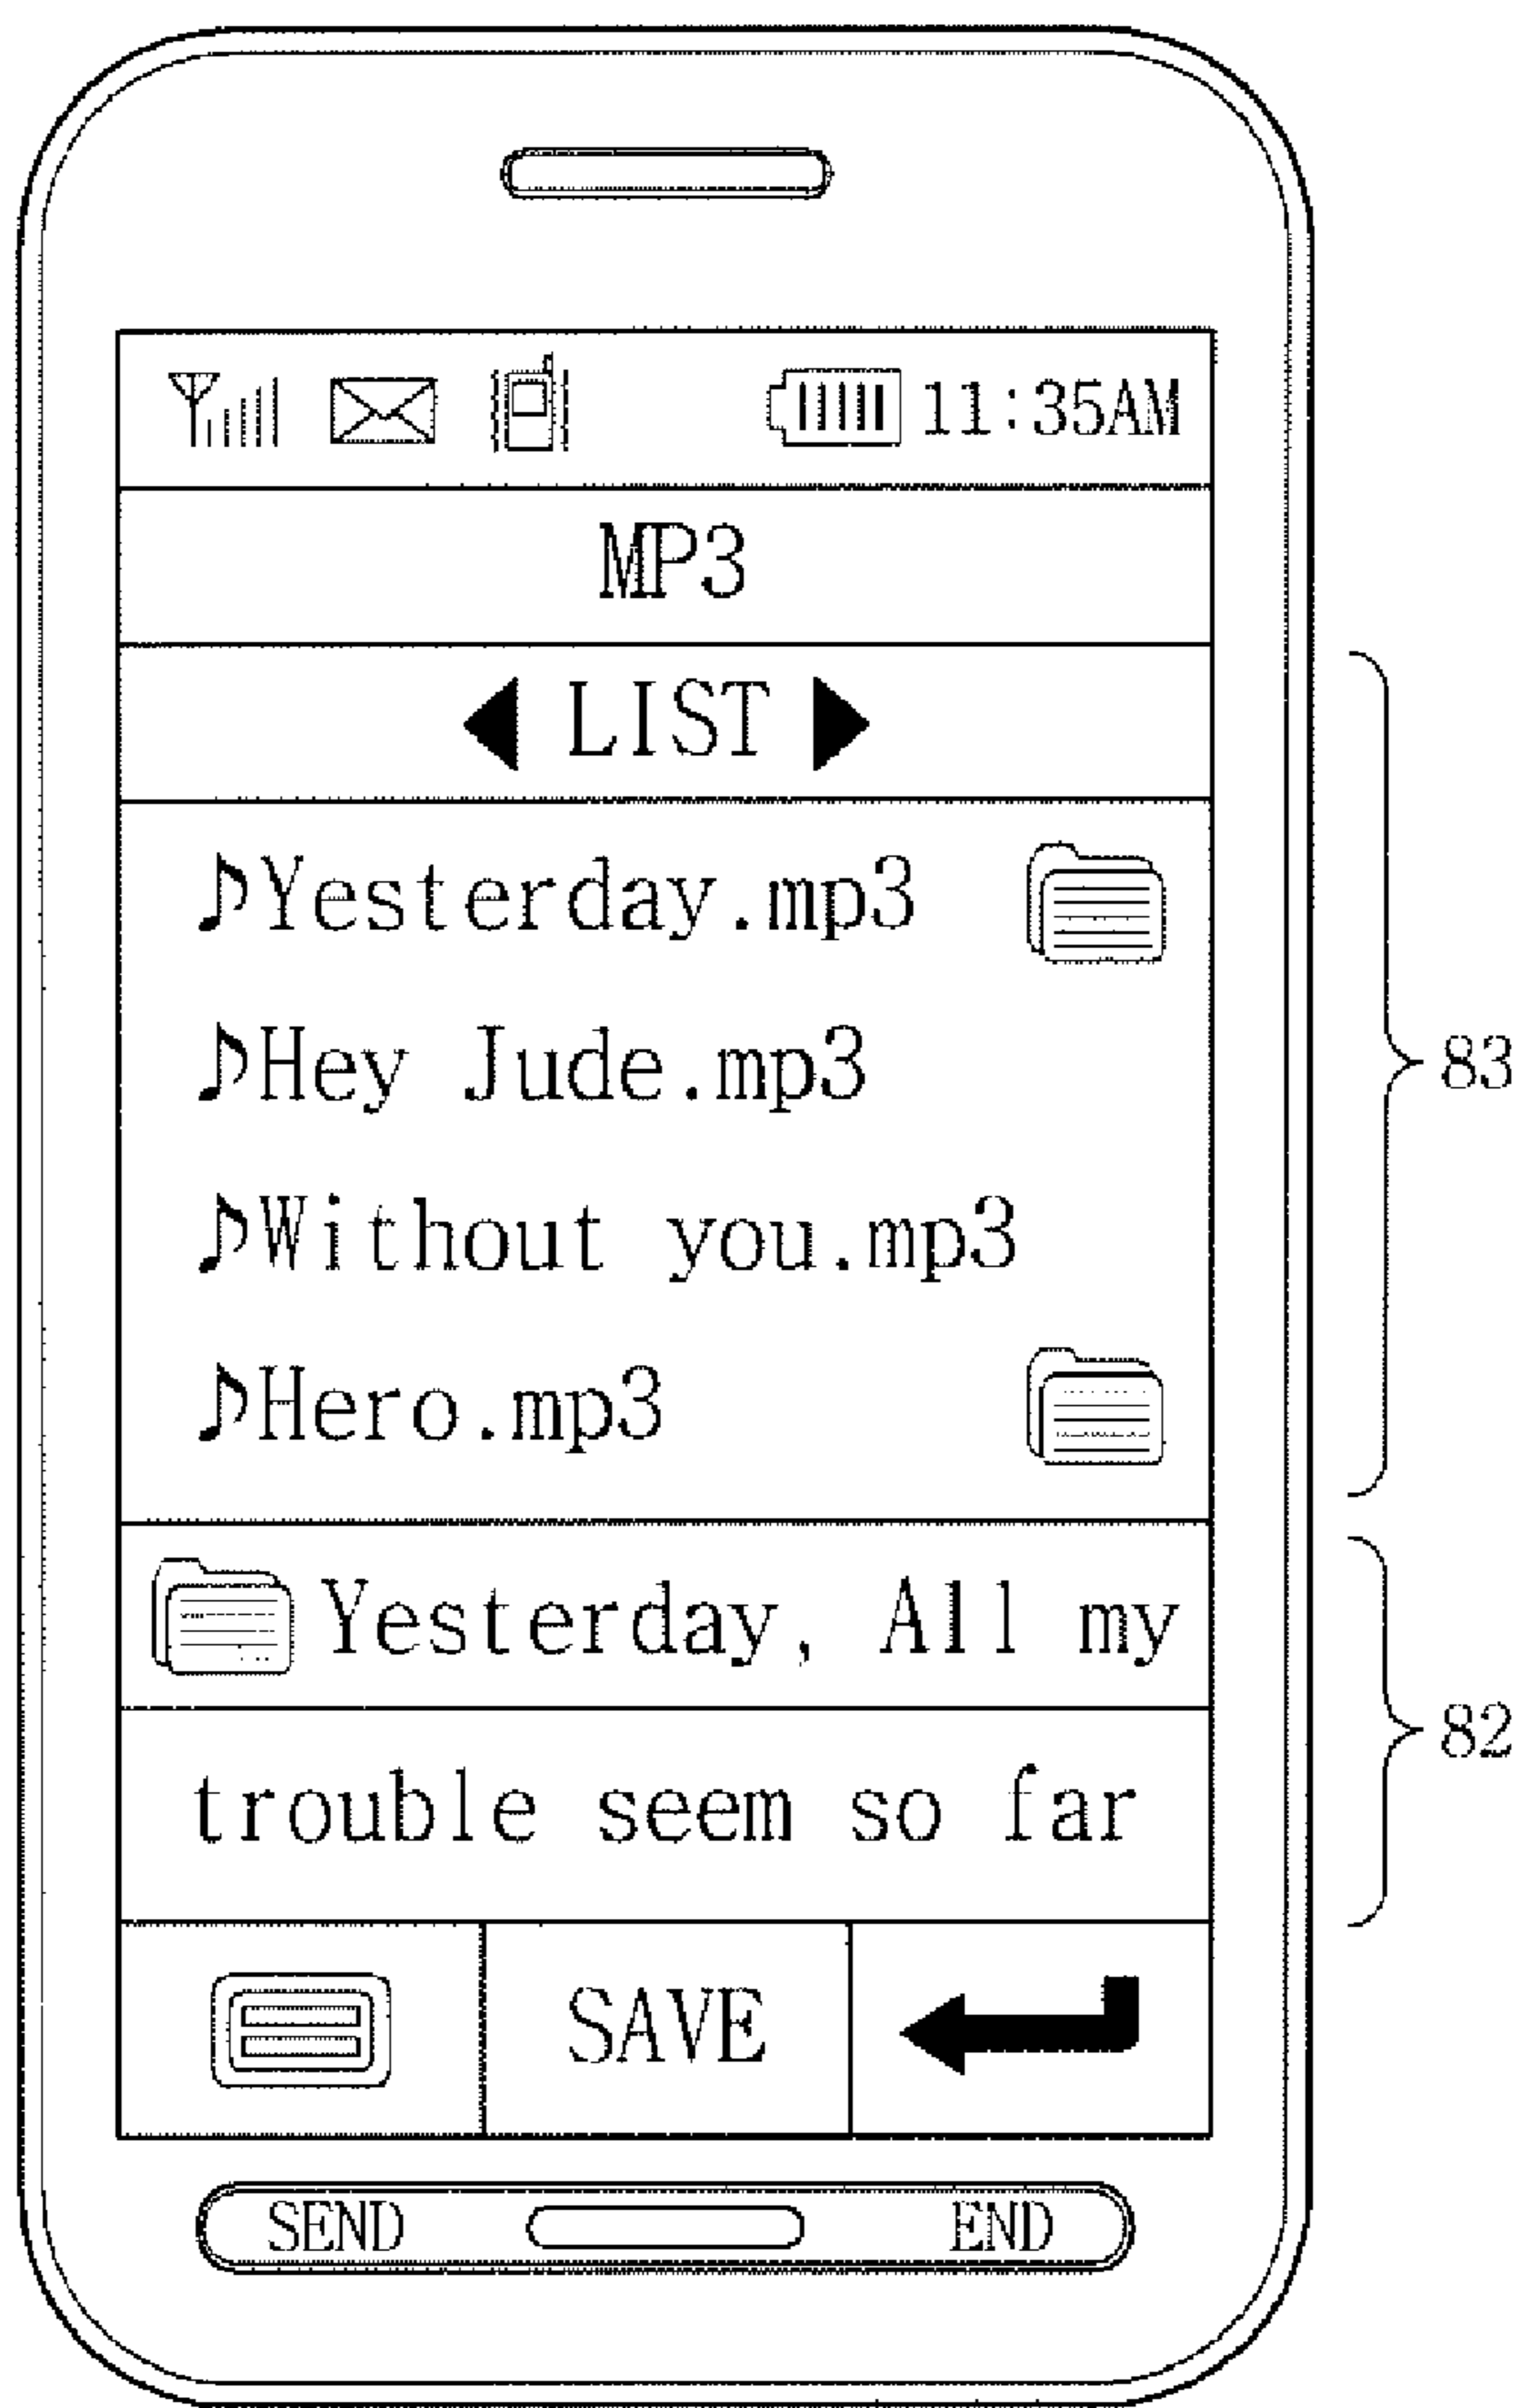 11:35AM
MP3
LIST
Yesterday.mp3
Hey Jude.mp3
83
Without you.mp3
Hero.mp3
Yesterday, All my
82
trouble seem so far
SAVE
SEND END